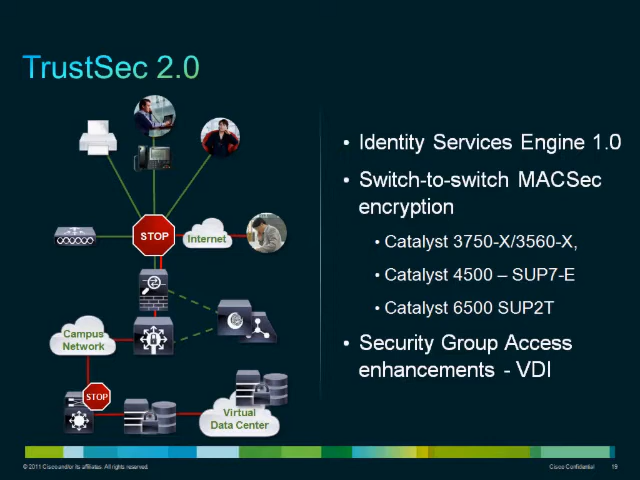 TrustSec 2.0
STOP
Internet
Campus
Network
STOP
Virtual
Data Center
• Identity Services Engine 1.0
• Switch-to-switch MACSec
encryption
• Catalyst 3750-X/3560-X,
• Catalyst 4500 – SUP7-E
• Catalyst 6500 SUP2T
• Security Group Access
enhancements - VDI
© 2011 Cisco and/or its affiliates. All rights reserved.
Cisco Confidential
19